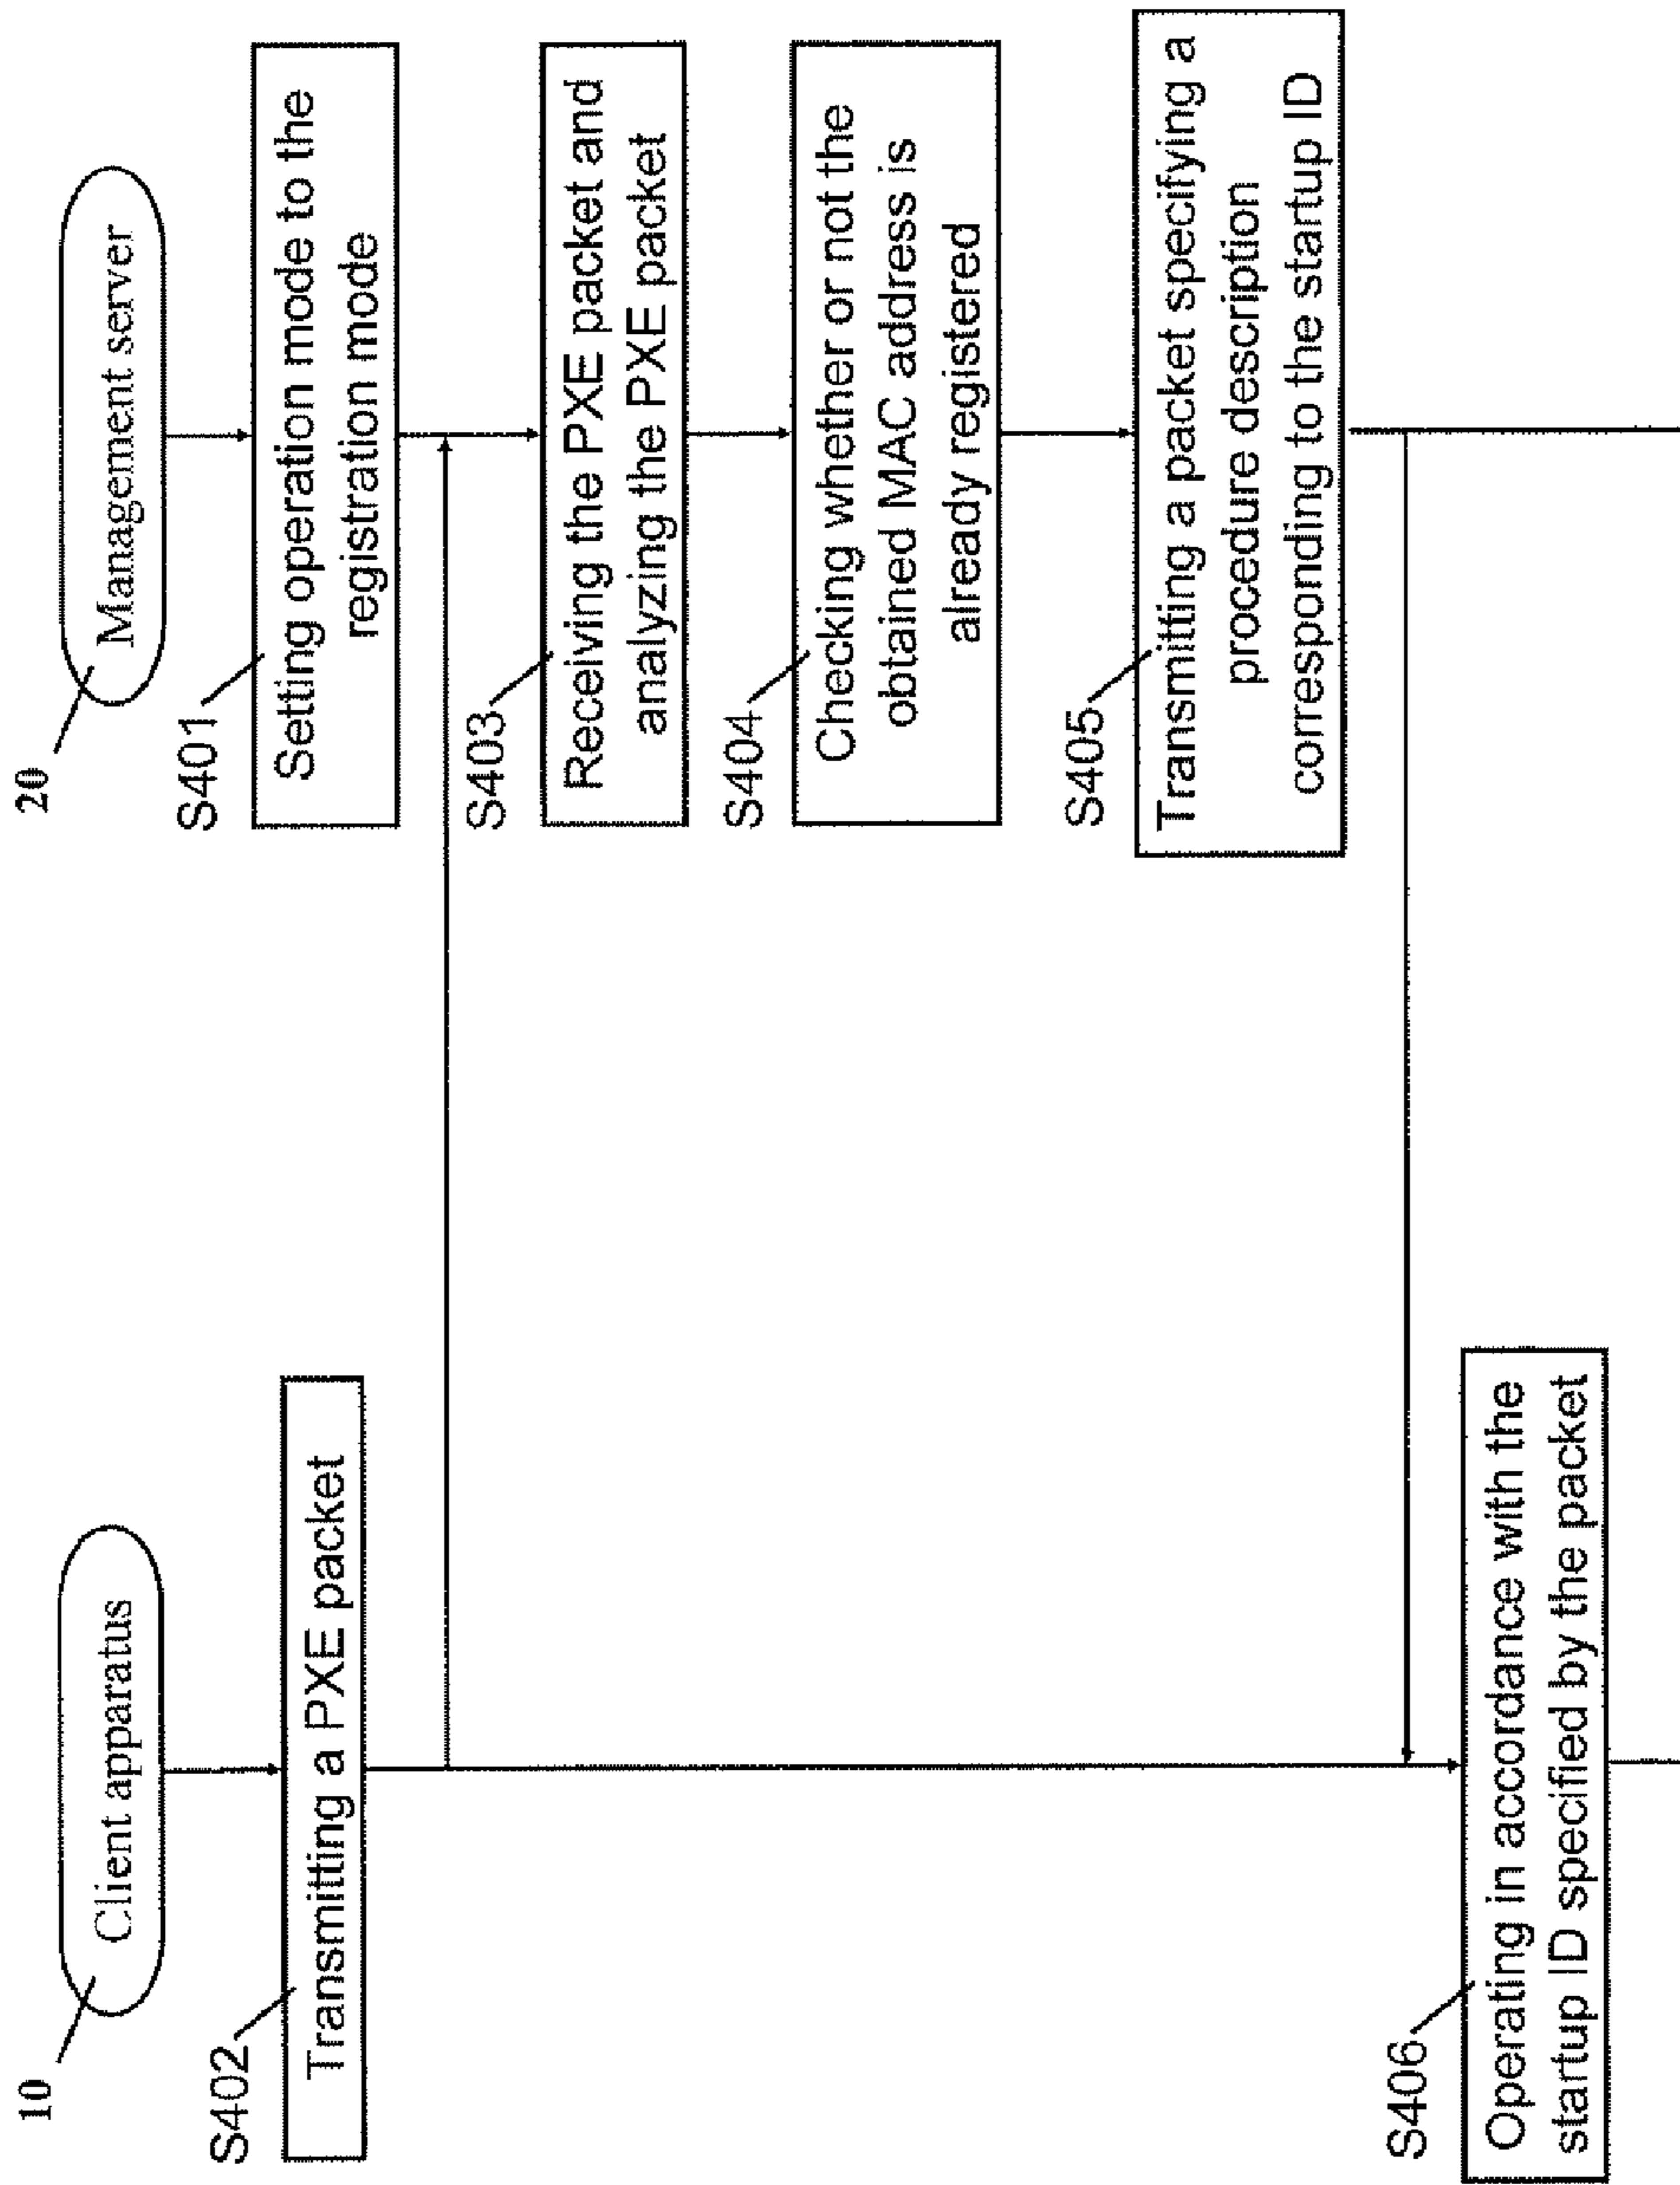 10
Client apparatus
S402
Transmitting a PXE packet
S406
Operating in accordance with the
startup ID specified by the packet
20
Management server
S401
Setting operation mode to the
registration mode
S403
Receiving the PXE packet and
analyzing the PXE packet
S404
Checking whether or not the
obtained MAC address is
already registered
S405
Transmitting a packet specifying a
procedure description
corresponding to the startup ID